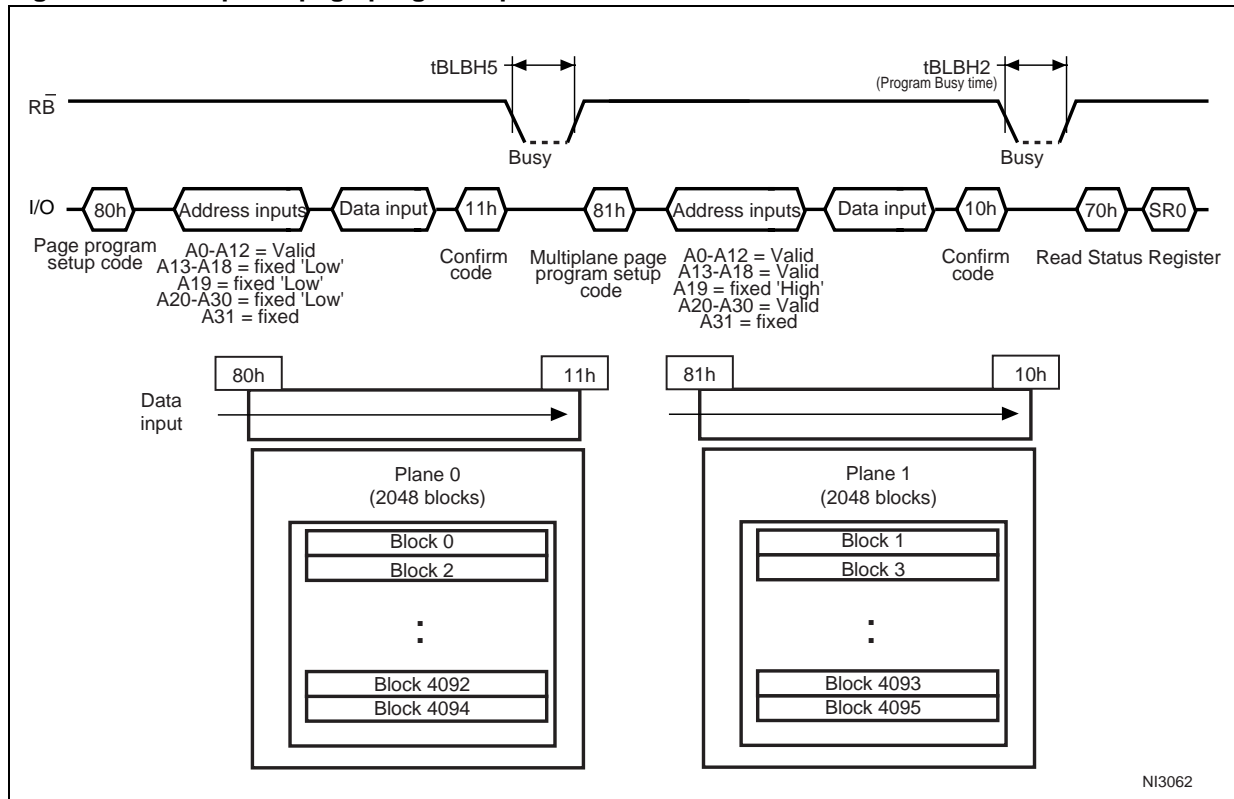 tBLBH5
tBLBH2
(Program Busy time)
RB
Busy
Busy
I/O
80h
Address inputs
Data input
11h
81h
Address inputs
Data input
10h
70h
SR0
Page program
setup code
A0-A12 = Valid
A13-A18 = fixed 'Low'
A19 = fixed 'Low'
A20-A30 = fixed 'Low'
A31 = fixed
Confirm
code
Multiplane page
program setup
code
A0-A12 = Valid
A13-A18 = Valid
A19 = fixed 'High'
A20-A30 = Valid
A31 = fixed
Confirm
code
Read Status Register
80h
11h
81h
10h
Data
input
Plane 0
(2048 blocks)
Block 0
Block 2
:
Block 4092
Block 4094
Plane 1
(2048 blocks)
Block 1
Block 3
:
Block 4093
Block 4095
NI3062